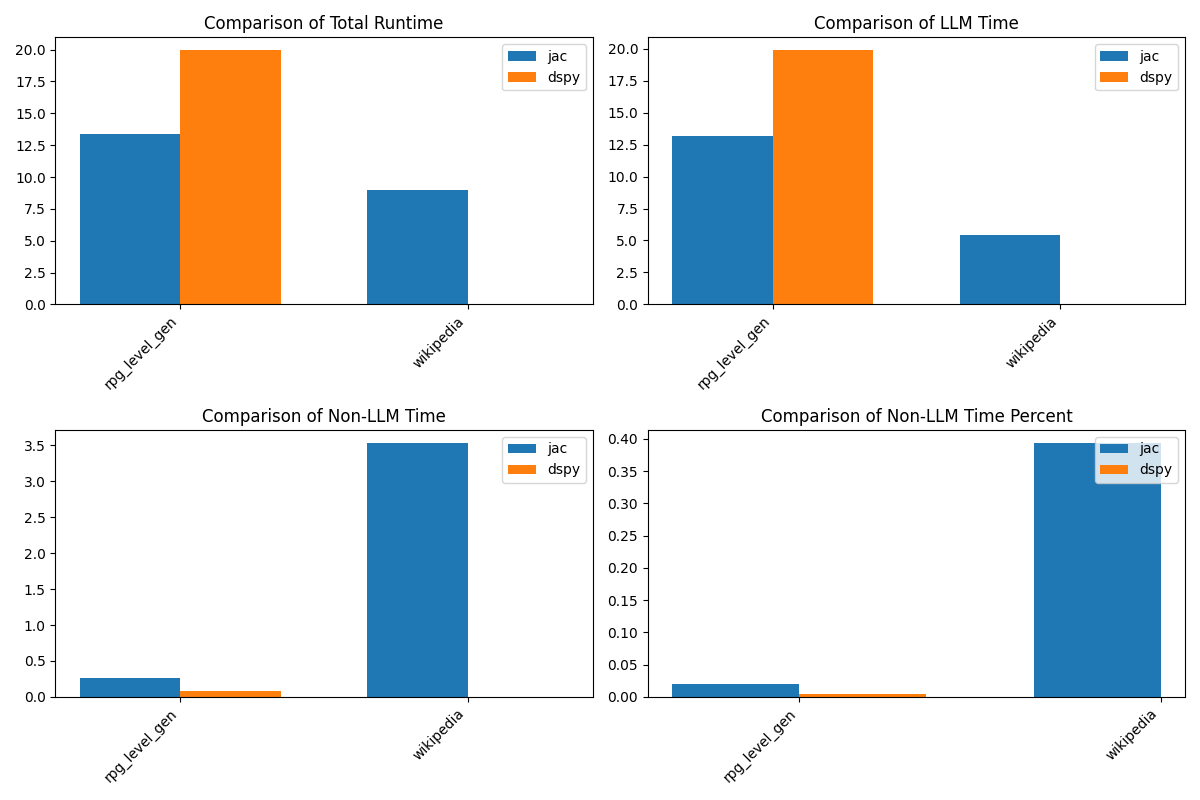 Comparison of Total Runtime
20.0
17.5
15.0
12.5
10.0
7.5
5.0
2.5
0.0
jac
dspy
rpg_level_gen
wikipedia
Comparison of LLM Time
20.0
17.5
15.0
12.5
10.0
7.5
5.0
2.5
0.0
jac
dspy
rpg_level_gen
wikipedia
Comparison of Non-LLM Time
3.5
3.0
2.5
2.0
1.5
1.0
0.5
0.0
jac
dspy
rpg_level_gen
wikipedia
Comparison of Non-LLM Time Percent
0.40
0.35
0.30
0.25
0.20
0.15
0.10
0.05
0.00
jac
dspy
rpg_level_gen
wikipedia